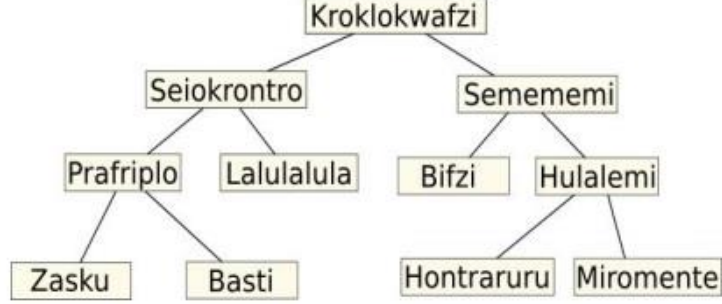 Kroklokwafzi
Seiokrontro
Semememi
Prafriplo
Lalulalula
Bifzi
Hulalemi
Zasku
Basti
Hontraruru
Miromente